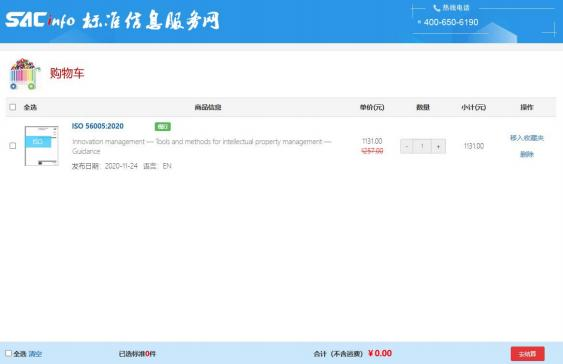 SACinfo 标准信息服务网
热线电话
400-650-6190
购物车
全选 商品信息 单价(元) 数量 小计(元) 操作
ISO 56005:2020 现行
ISO
Innovation management — Tools and methods for intellectual property management —
Guidance
发布日期: 2020-11-24 语言: EN
1131.00
1257.00
- 1 +
1131.00
移入收藏夹
删除
全选 清空 已选标准0件 合计（不含运费）￥0.00 去结算